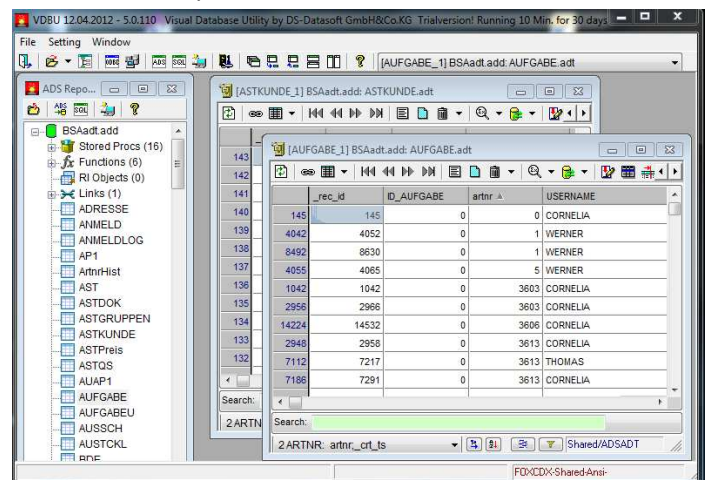 VDBU 12.04.2012 - 5.0.110 Visual Database Utility by DS-Datasoft GmbH&Co.KG Trialversion! Running 10 Min. for 30 days
File Setting Window
[AUFGABE_1] BSAadt.add: AUFGABE.adt
ADS Repo...
BSAadt.add
Stored Procs (16)
Functions (6)
RI Objects (0)
Links (1)
ADRESSE
ANMELD
ANMELDLOG
AP1
ArtnrHist
AST
ASTDOK
ASTGRUPPEN
ASTKUNDE
ASTPreis
ASTQS
AUAP1
AUFGABE
AUFGABEU
AUSSCH
AUSTCKL
BDE
[ASTKUNDE_1] BSAadt.add: ASTKUNDE.adt
143
142
141
140
139
138
137
136
135
134
133
132
Search:
2 ARTN
[AUFGABE_1] BSAadt.add: AUFGABE.adt
_rec_id ID_AUFGABE artnr USERNAME
145 145 0 0 CORNELIA
4042 4052 0 1 WERNER
8492 8630 0 1 WERNER
4055 4065 0 5 WERNER
1042 1042 0 3603 CORNELIA
2956 2966 0 3603 CORNELIA
14224 14532 0 3606 CORNELIA
2948 2958 0 3613 CORNELIA
7112 7217 0 3613 THOMAS
7186 7291 0 3613 CORNELIA
Search:
2 ARTNR: artnr;_crt_ts Shared/ADSADT
FOXCDX-Shared-Ansi-